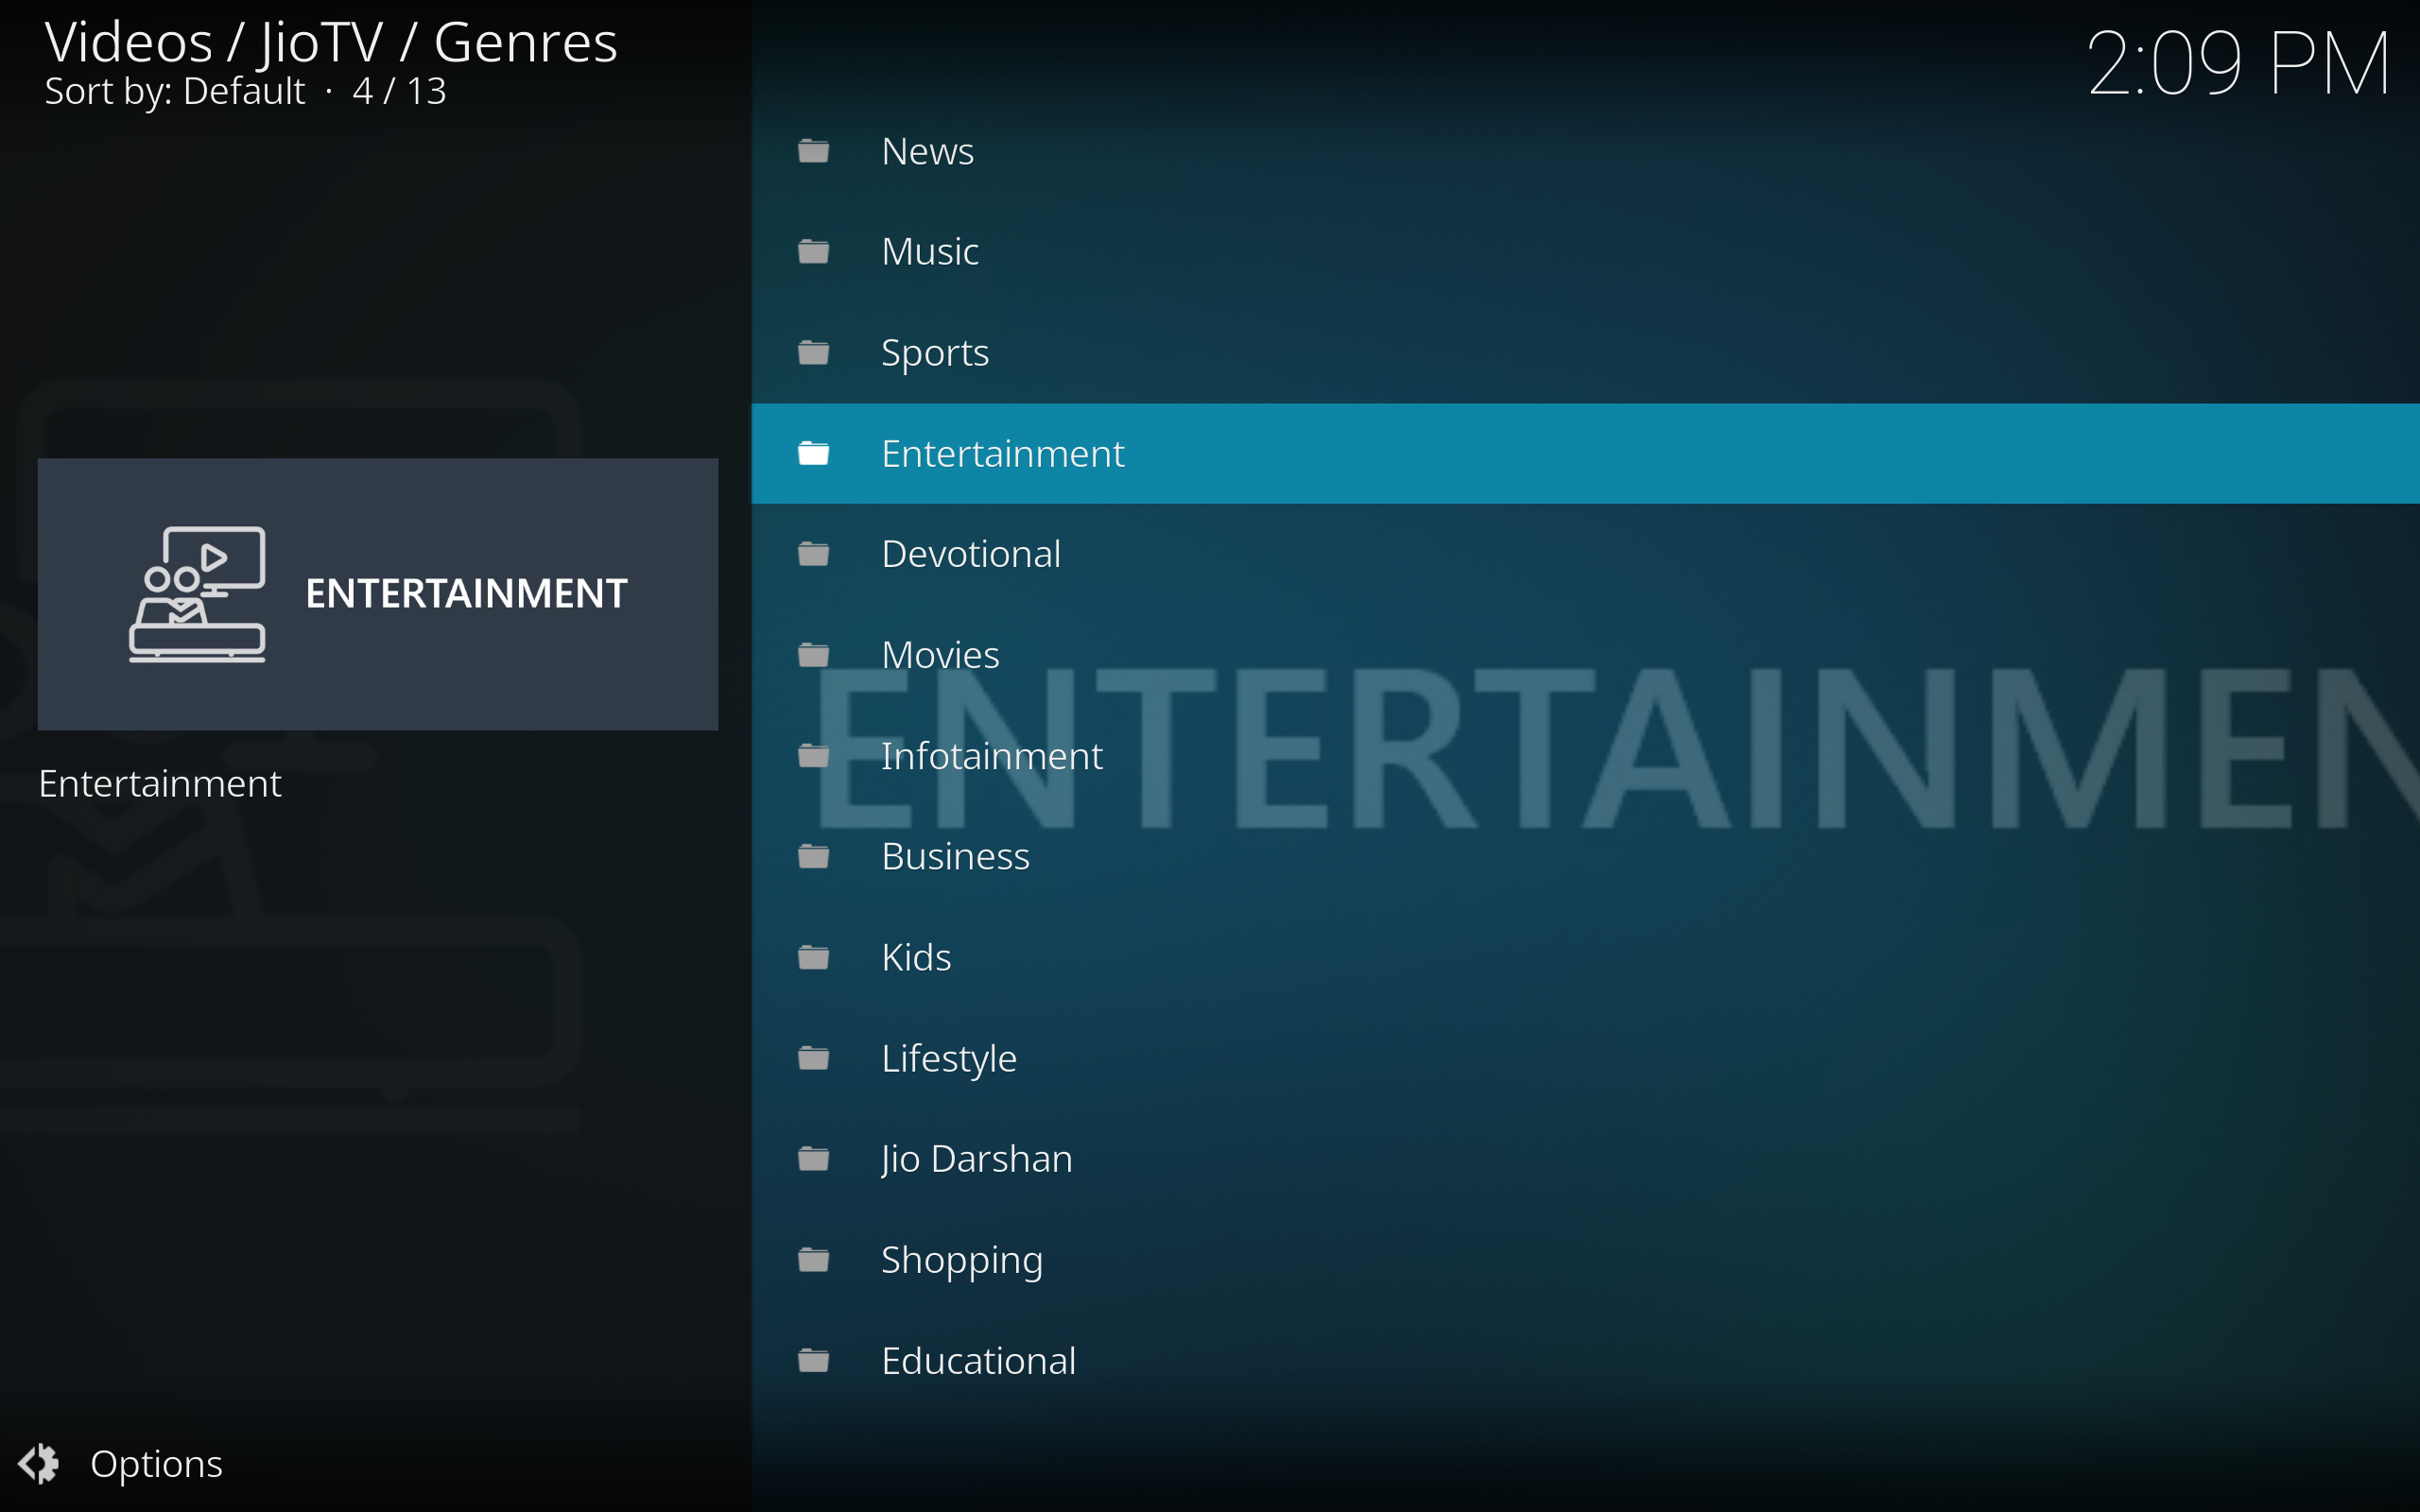 Videos / JioTV / Genres
Sort by: Default · 4 / 13
2:09 PM
News
Music
Sports
Entertainment
Devotional
Movies
Infotainment
Business
Kids
Lifestyle
Jio Darshan
Shopping
Educational
ENTERTAINMENT
Entertainment
ENTERTAINMEN
Options